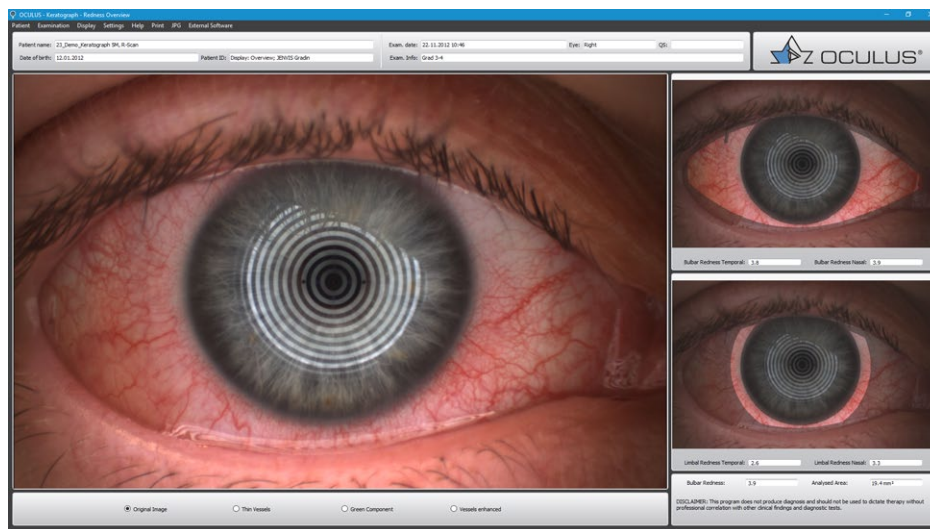 OCULUS - Keratograph - Redness Overview
Patient Examination Display Settings Help Print JPG External Software
Patient name: 23_Demo_Keratograph 5M, R-Scan
Exam. date: 22.11.2012 10:46 Eye: Right QS:
Date of birth: 12.01.2012 Patient ID: Display: Overview; JENVIS Gradin
Exam. Info: Grad 3-4
OCULUS®
Bulbar Redness Temporal: 3.8 Bulbar Redness Nasal: 3.9
Limbal Redness Temporal: 2.6 Limbal Redness Nasal: 3.3
Bulbar Redness: 3.9 Analysed Area: 19.4mm²
DISCLAIMER: This program does not produce diagnosis and should not be used to dictate therapy without
professional correlation with other clinical findings and diagnostic tests.
Original Image Thin Vessels Green Component Vessels enhanced